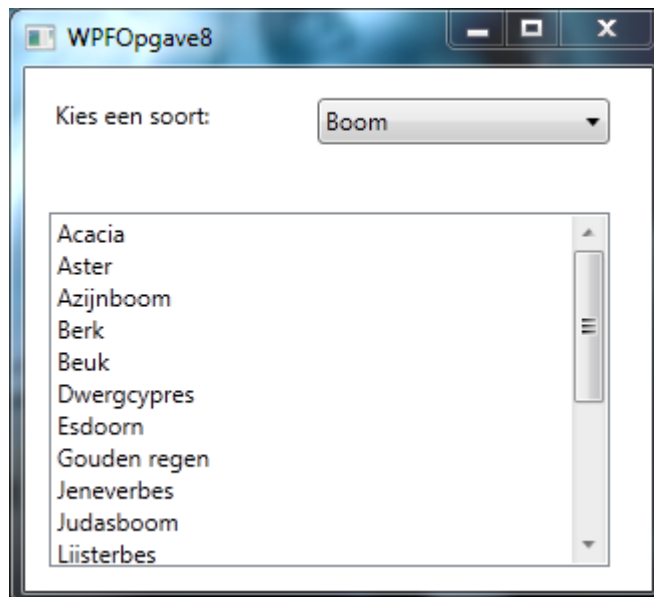 WPFOpgave8
Kies een soort: Boom
Acacia
Aster
Azijnboom
Berk
Beuk
Dwergcypres
Esdoorn
Gouden regen
Jeneverbes
Judasboom
Lijsterbes